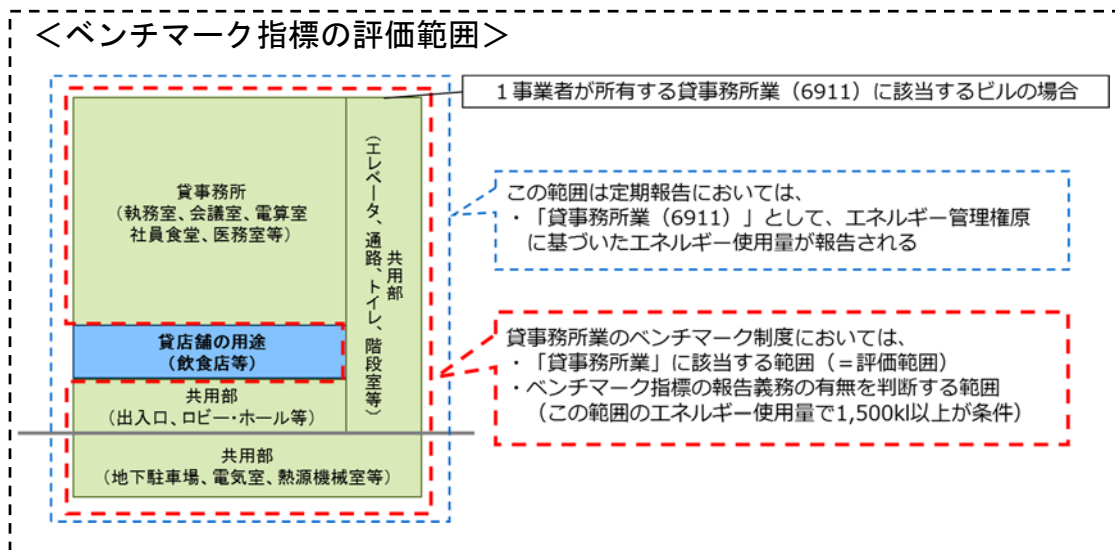 ＜ベンチマーク指標の評価範囲＞
１事業者が所有する貸事務所業（6911）に該当するビルの場合
貸事務所
（執務室、会議室、電算室
社員食堂、医務室等）
共用部
（エレベータ、通路、トイレ、階段室等）
貸店舗の用途
（飲食店等）
共用部
（出入口、ロビー・ホール等）
共用部
（地下駐車場、電気室、熱源機械室等）
この範囲は定期報告においては、
・「貸事務所業（6911）」として、エネルギー管理権原
に基づいたエネルギー使用量が報告される
貸事務所業のベンチマーク制度においては、
・「貸事務所業」に該当する範囲（＝評価範囲）
・ベンチマーク指標の報告義務の有無を判断する範囲
（この範囲のエネルギー使用量で1,500kl以上が条件）